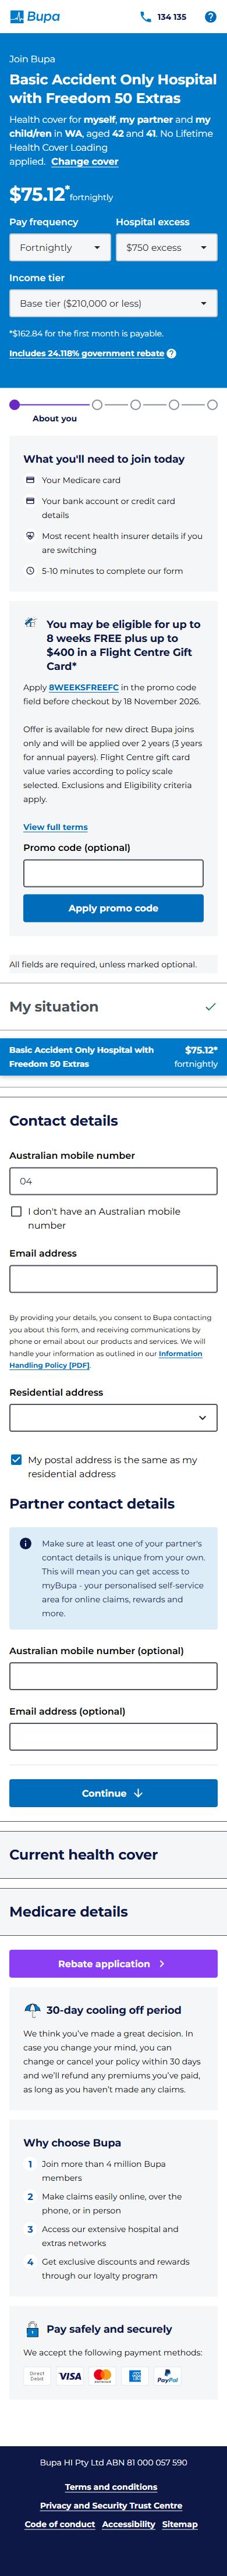 Bupa
134 135
Join Bupa
Basic Accident Only Hospital
with Freedom 50 Extras
Health cover for myself, my partner and my
child/ren in WA, aged 42 and 41. No Lifetime
Health Cover Loading
applied. Change cover
$75.12* fortnightly
Pay frequency Hospital excess
Fortnightly $750 excess
Income tier
Base tier ($210,000 or less)
*$162.84 for the first month is payable.
Includes 24.118% government rebate
About you
What you'll need to join today
Your Medicare card
Your bank account or credit card
details
Most recent health insurer details if you
are switching
5-10 minutes to complete our form
You may be eligible for up to
8 weeks FREE plus up to
$400 in a Flight Centre Gift
Card*
Apply 8WEEKSFREEFC in the promo code
field before checkout by 18 November 2026.
Offer is available for new direct Bupa joins
only and will be applied over 2 years (3 years
for annual payers). Flight Centre gift card
value varies according to policy scale
selected. Exclusions and Eligibility criteria
apply.
View full terms
Promo code (optional)
Apply promo code
All fields are required, unless marked optional.
My situation
Basic Accident Only Hospital with $75.12*
Freedom 50 Extras fortnightly
Contact details
Australian mobile number
04
I don't have an Australian mobile
number
Email address
By providing your details, you consent to Bupa contacting
you about this form, and receiving communications by
phone or email about our products and services. We will
handle your information as outlined in our Information
Handling Policy [PDF].
Residential address
My postal address is the same as my
residential address
Partner contact details
Make sure at least one of your partner's
contact details is unique from your own.
This will mean you can get access to
myBupa - your personalised self-service
area for online claims, rewards and
more.
Australian mobile number (optional)
Email address (optional)
Continue
Current health cover
Medicare details
Rebate application
30-day cooling off period
We think you've made a great decision. In
case you change your mind, you can
change or cancel your policy within 30 days
and we'll refund any premiums you've paid,
as long as you haven't made any claims.
Why choose Bupa
1 Join more than 4 million Bupa
members
2 Make claims easily online, over the
phone, or in person
3 Access our extensive hospital and
extras networks
4 Get exclusive discounts and rewards
through our loyalty program
Pay safely and securely
We accept the following payment methods:
Direct
Debit
VISA
mastercard
PayPal
Bupa HI Pty Ltd ABN 81 000 057 590
Terms and conditions
Privacy and Security Trust Centre
Code of conduct Accessibility Sitemap